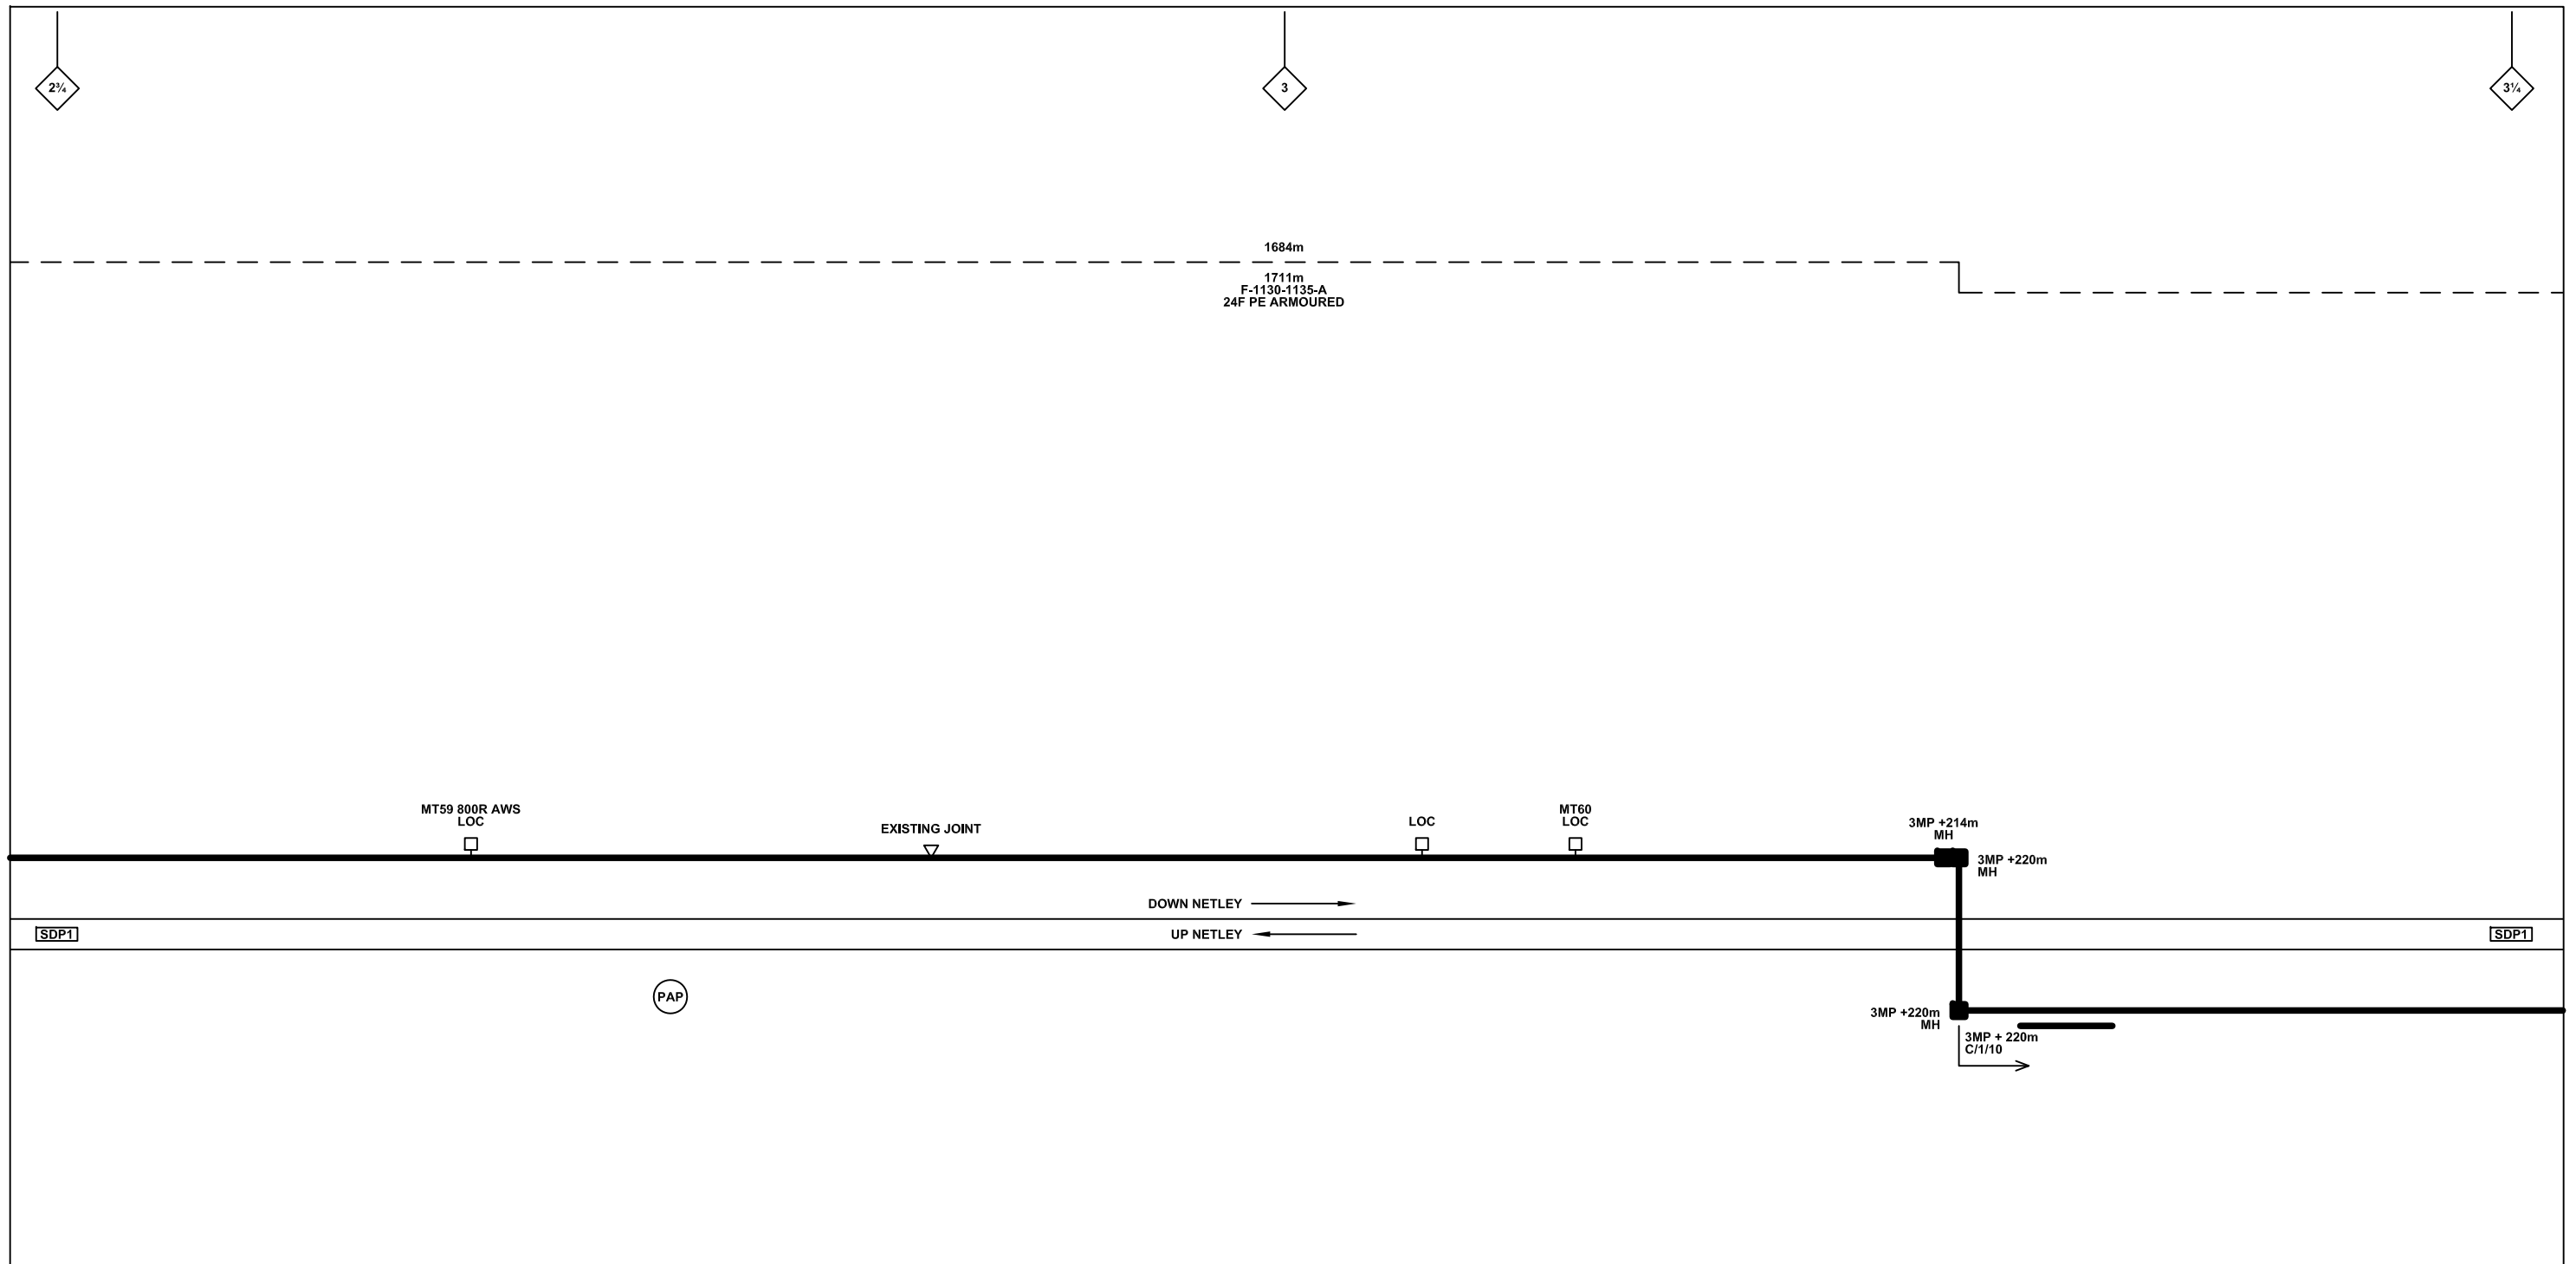 2¾
3
3¼
1684m
1711m
F-1130-1135-A
24F PE ARMOURED
MT59 800R AWS
LOC
EXISTING JOINT
LOC
MT60
LOC
3MP +214m
MH
3MP +220m
MH
DOWN NETLEY
SDP1
UP NETLEY
SDP1
PAP
3MP +220m
MH
3MP + 220m
C/1/10